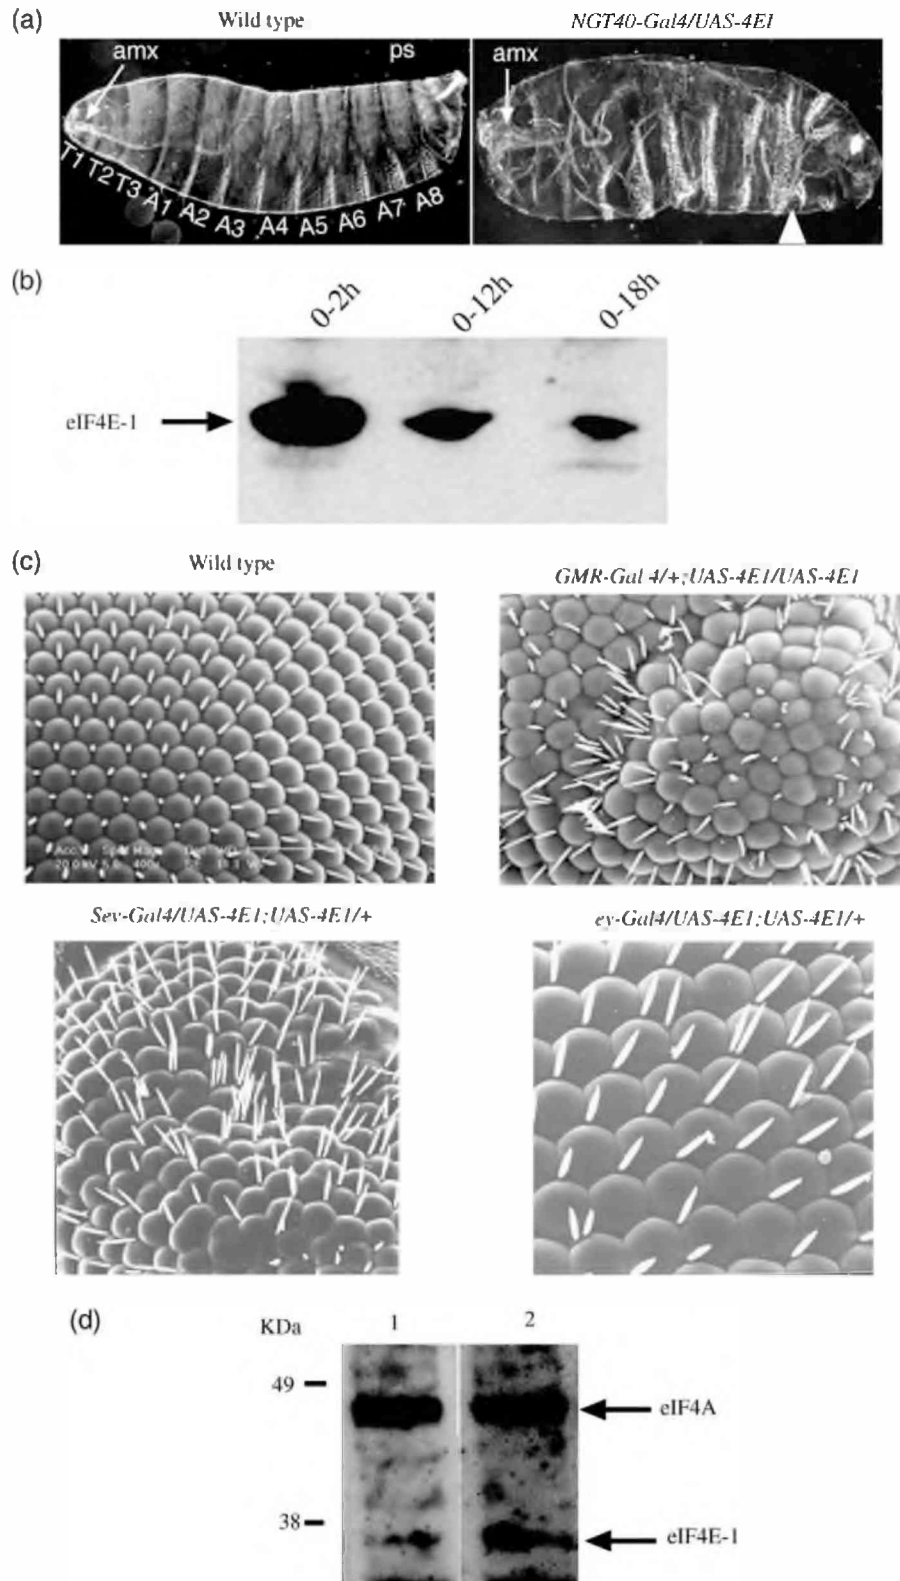 (a)
Wild type
NGT40-Gal4/UAS-4E1
amx
ps
amx
T1 T2 T3 A1 A2 A3 A4 A5 A6 A7 A8
(b)
0-2h
0-12h
0-18h
eIF4E-1
(c)
Wild type
GMR-Gal 4/+;UAS-4E1/UAS-4E1
Sev-Gal4/UAS-4E1;UAS-4E1/+
ey-Gal4/UAS-4E1;UAS-4E1/+
(d)
KDa
1
2
49
eIF4A
38
eIF4E-1